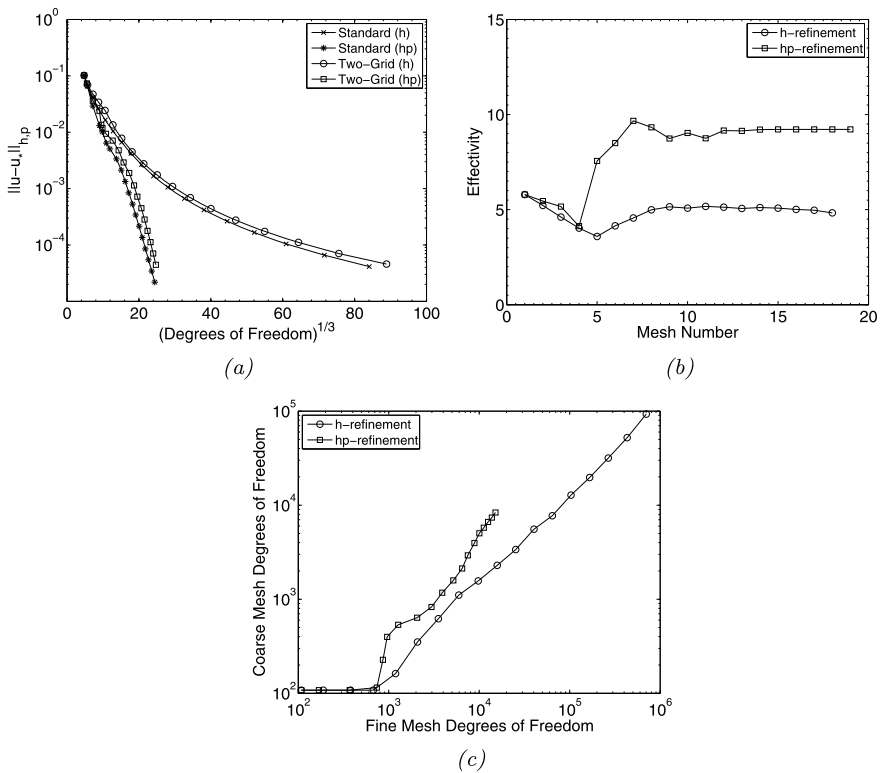 10^0
10^−1
10^−2
10^−3
10^−4
||u−u_*||_{h,p}
Standard (h)
Standard (hp)
Two−Grid (h)
Two−Grid (hp)
0 20 40 60 80 100
(Degrees of Freedom)^{1/3}
(a)
15
10
5
0
Effectivity
h−refinement
hp−refinement
0 5 10 15 20
Mesh Number
(b)
10^5
10^4
10^3
10^2
Coarse Mesh Degrees of Freedom
h−refinement
hp−refinement
10^2 10^3 10^4 10^5 10^6
Fine Mesh Degrees of Freedom
(c)